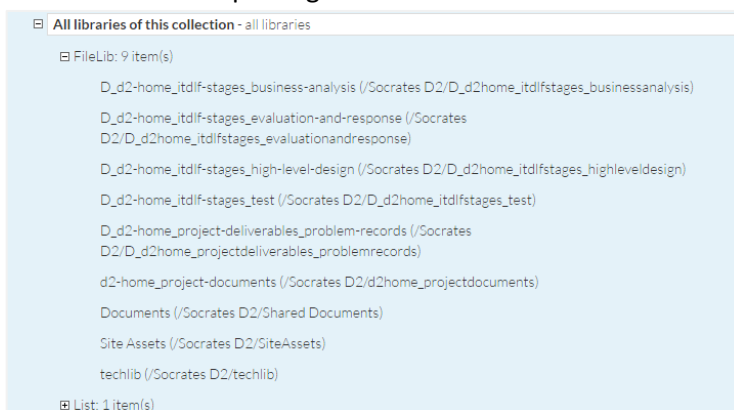 All libraries of this collection - all libraries
FileLib: 9 item(s)
D_d2-home_itdlf-stages_business-analysis (/Socrates D2/D_d2home_itdlfstages_businessanalysis)
D_d2-home_itdlf-stages_evaluation-and-response (/Socrates
D2/D_d2home_itdlfstages_evaluationandresponse)
D_d2-home_itdlf-stages_high-level-design (/Socrates D2/D_d2home_itdlfstages_highleveldesign)
D_d2-home_itdlf-stages_test (/Socrates D2/D_d2home_itdlfstages_test)
D_d2-home_project-deliverables_problem-records (/Socrates
D2/D_d2home_projectdeliverables_problemrecords)
d2-home_project-documents (/Socrates D2/d2home_projectdocuments)
Documents (/Socrates D2/Shared Documents)
Site Assets (/Socrates D2/SiteAssets)
techlib (/Socrates D2/techlib)
List: 1 item(s)